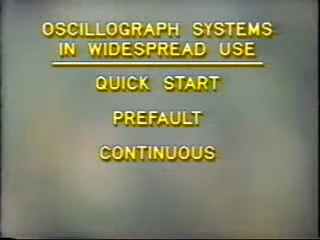 OSCILLOGRAPH SYSTEMS
IN WIDESPREAD USE
QUICK START
PREFAULT
CONTINUOUS